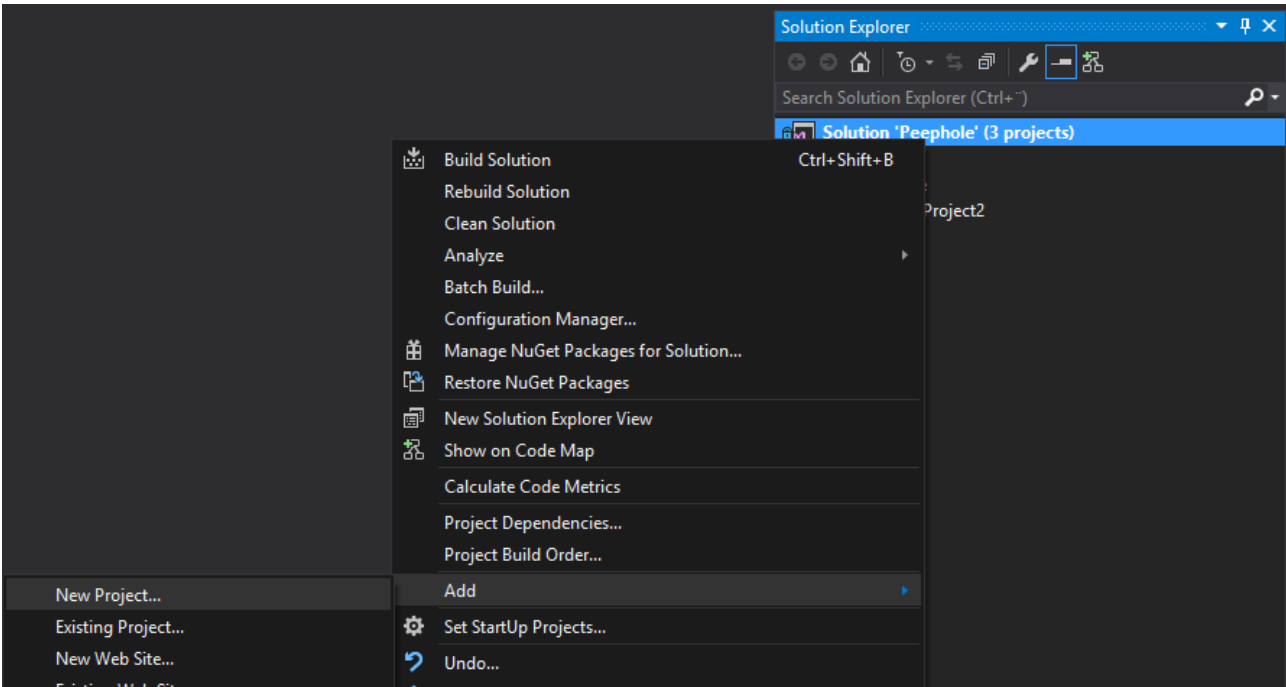 Solution Explorer
Search Solution Explorer (Ctrl+¨)
Solution 'Peephole' (3 projects)
Project2
Build Solution Ctrl+Shift+B
Rebuild Solution
Clean Solution
Analyze
Batch Build...
Configuration Manager...
Manage NuGet Packages for Solution...
Restore NuGet Packages
New Solution Explorer View
Show on Code Map
Calculate Code Metrics
Project Dependencies...
Project Build Order...
Add
Set StartUp Projects...
Undo...
New Project...
Existing Project...
New Web Site...